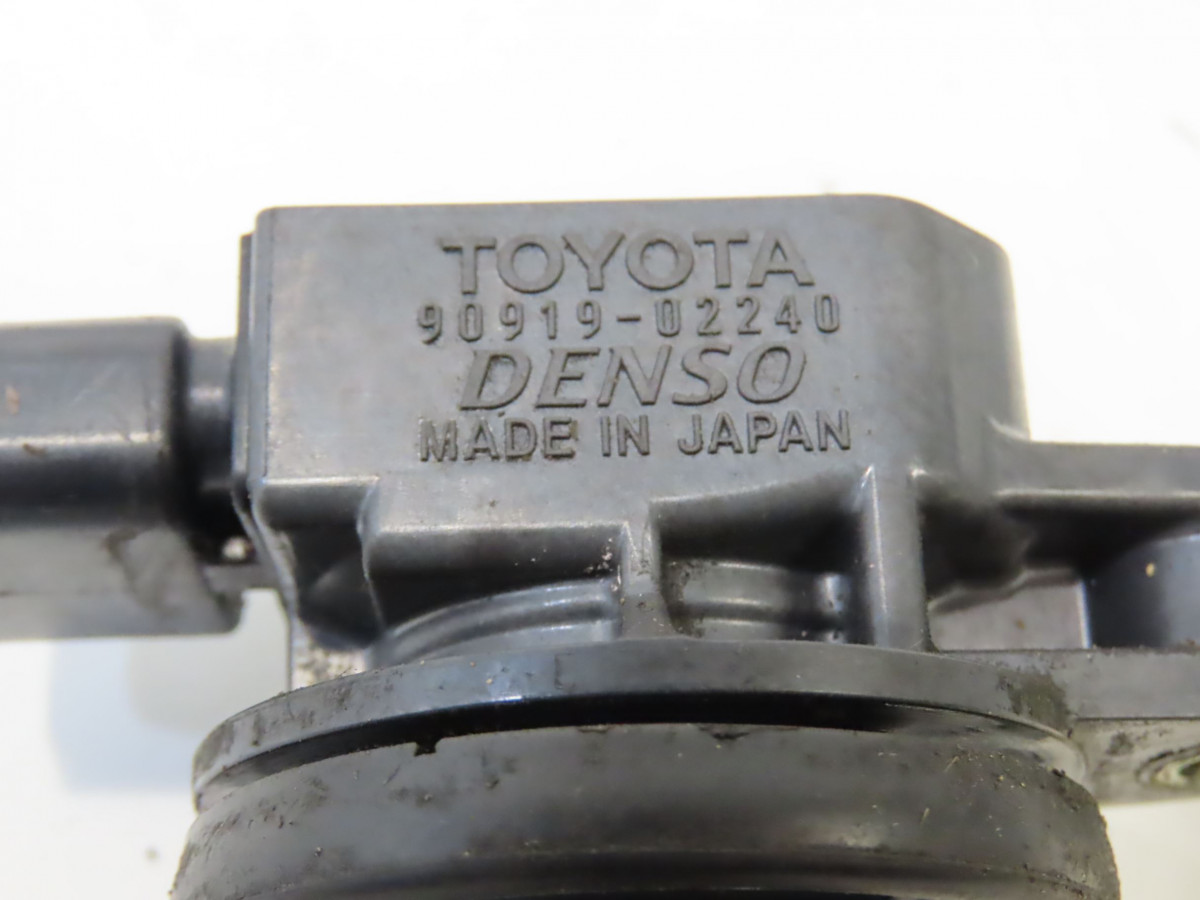 TOYOTA
90919-02240
DENSO
MADE IN JAPAN